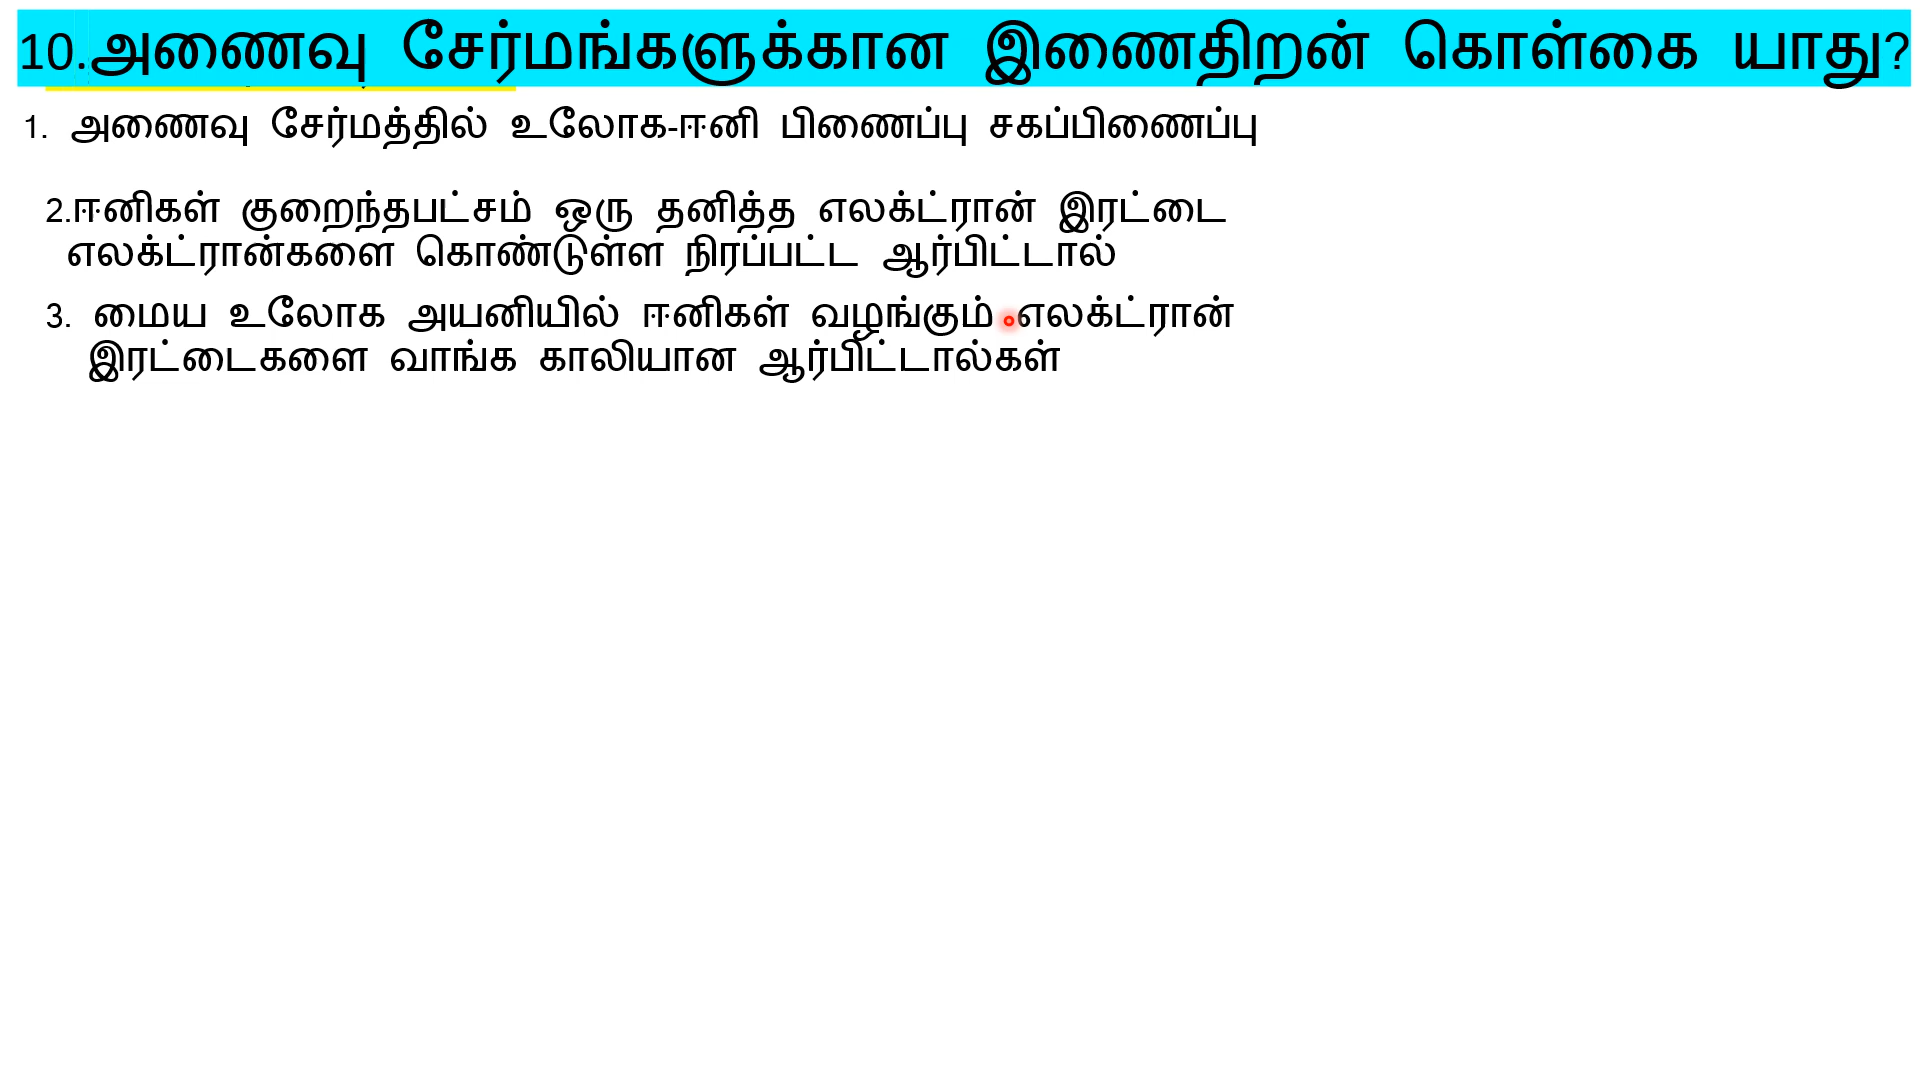 10.அணைவு சேர்மங்களுக்கான இணைதிறன் கொள்கை யாது?
1. அணைவு சேர்மத்தில் உலோக-ஈனி பிணைப்பு சகப்பிணைப்பு
2.ஈனிகள் குறைந்தபட்சம் ஒரு தனித்த எலக்ட்ரான் இரட்டை
எலக்ட்ரான்களை கொண்டுள்ள நிரப்பட்ட ஆர்பிட்டால்
3. மைய உலோக அயனியில் ஈனிகள் வழங்கும் எலக்ட்ரான்
இரட்டைகளை வாங்க காலியான ஆர்பிட்டால்கள்